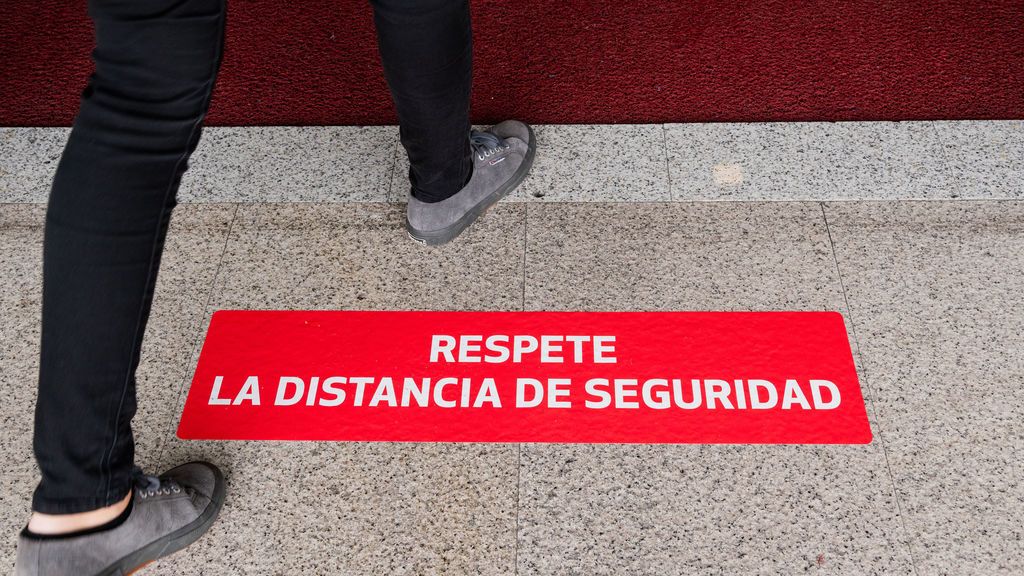 RESPETE
LA DISTANCIA DE SEGURIDAD